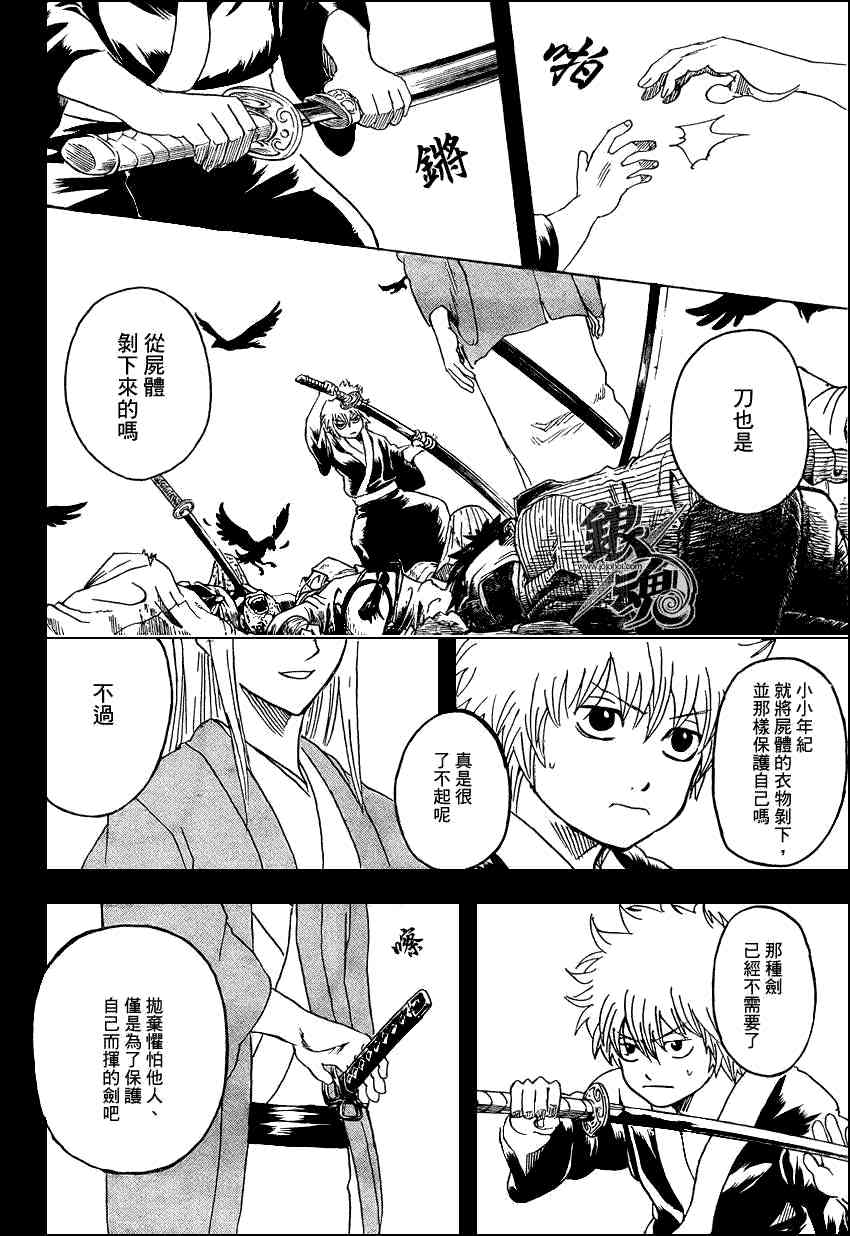 啪
鏘
刀也是
從屍體
剝下來的嗎
銀魂
www.jojohot.com
小小年紀
就將屍體的衣物剝下，
並那樣保護自己嗎
真是很
了不起呢
不過
那種劍
已經不需要了
嚓
拋棄懼怕他人、
僅是為了保護
自己而揮的劍吧